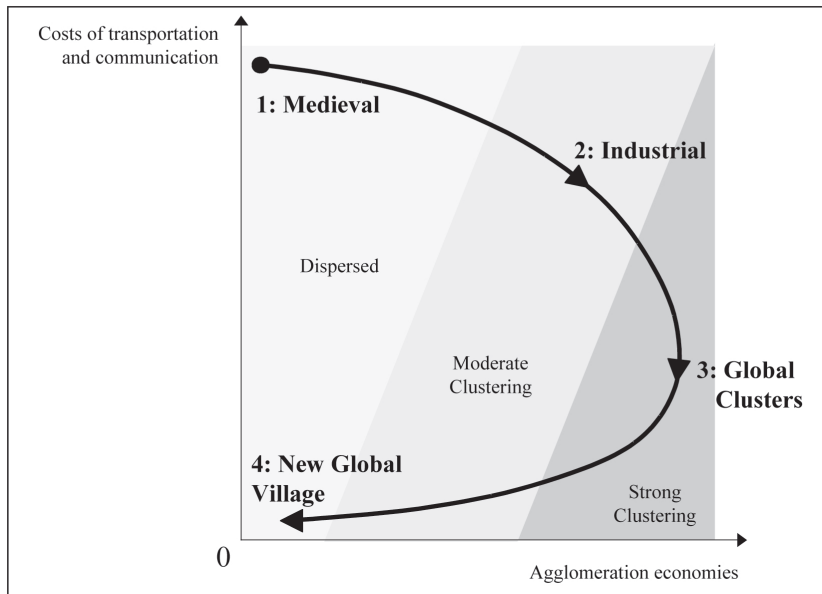 Costs of transportation
and communication
1: Medieval
2: Industrial
Dispersed
Moderate
Clustering
3: Global
Clusters
4: New Global
Village
Strong
Clustering
0
Agglomeration economies